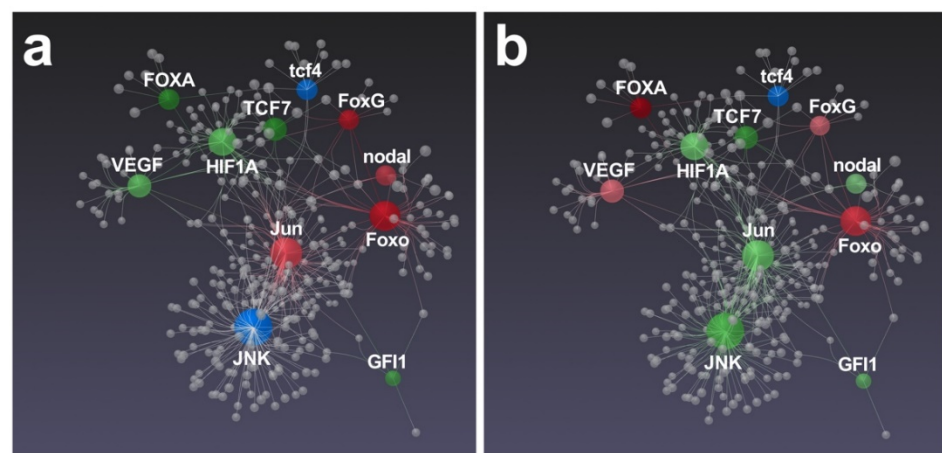 a
tcf4
FOXA
FoxG
TCF7
HIF1A
VEGF
nodal
Jun
Foxo
JNK
GFI1
b
tcf4
FOXA
FoxG
TCF7
HIF1A
VEGF
nodal
Jun
Foxo
JNK
GFI1